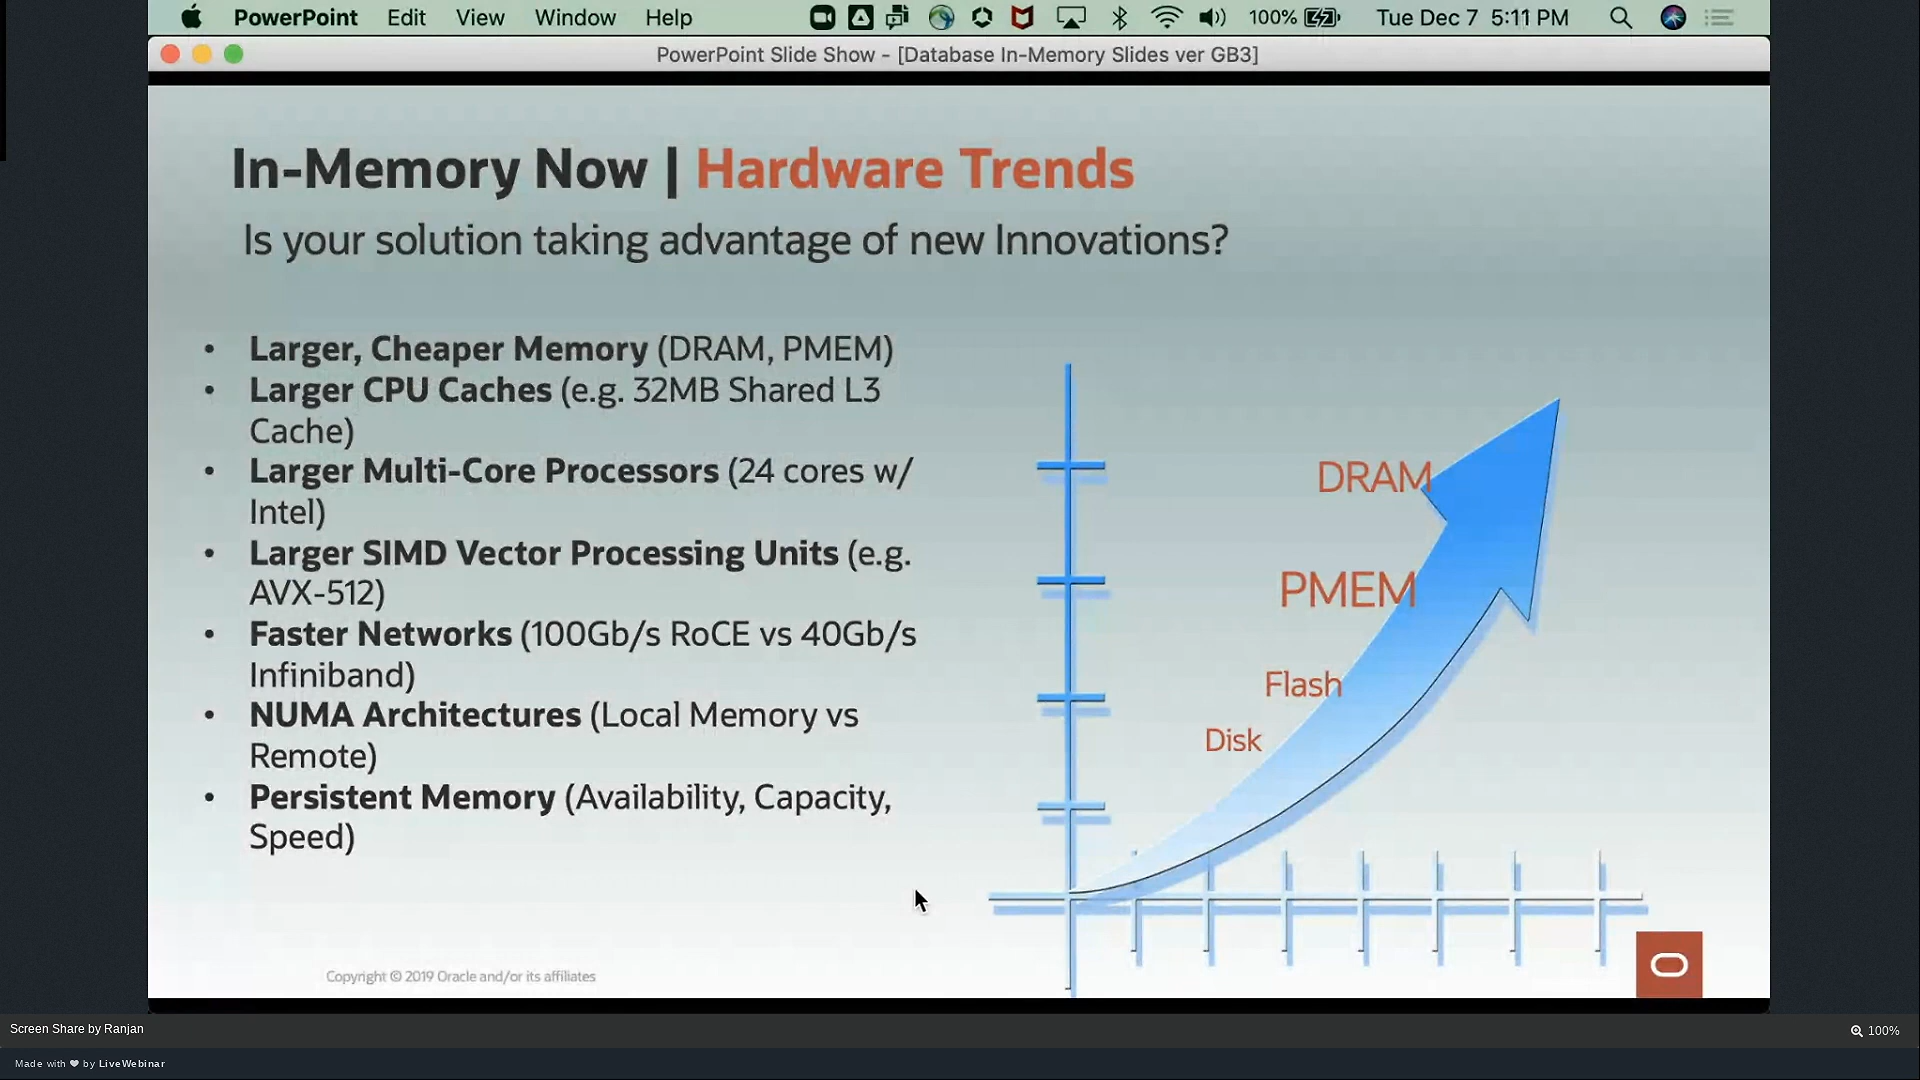 PowerPoint Edit View Window Help 100% Tue Dec 7 5:11 PM
PowerPoint Slide Show - [Database In-Memory Slides ver GB3]
In-Memory Now | Hardware Trends
Is your solution taking advantage of new Innovations?
• Larger, Cheaper Memory (DRAM, PMEM)
• Larger CPU Caches (e.g. 32MB Shared L3
Cache)
• Larger Multi-Core Processors (24 cores w/
Intel)
• Larger SIMD Vector Processing Units (e.g.
AVX-512)
• Faster Networks (100Gb/s RoCE vs 40Gb/s
Infiniband)
• NUMA Architectures (Local Memory vs
Remote)
• Persistent Memory (Availability, Capacity,
Speed)
DRAM
PMEM
Flash
Disk
Copyright © 2019 Oracle and/or its affiliates
Screen Share by Ranjan
100%
Made with ❤ by LiveWebinar